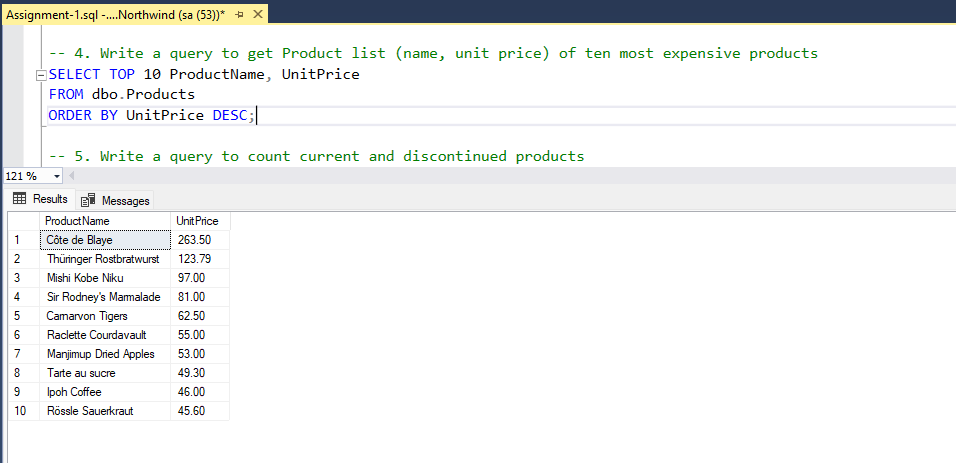 Assignment-1.sql -....Northwind (sa (53))*
-- 4. Write a query to get Product list (name, unit price) of ten most expensive products
SELECT TOP 10 ProductName, UnitPrice
FROM dbo.Products
ORDER BY UnitPrice DESC;
-- 5. Write a query to count current and discontinued products
121 %
Results Messages
ProductName UnitPrice
1 Côte de Blaye 263.50
2 Thüringer Rostbratwurst 123.79
3 Mishi Kobe Niku 97.00
4 Sir Rodney's Marmalade 81.00
5 Carnarvon Tigers 62.50
6 Raclette Courdavault 55.00
7 Manjimup Dried Apples 53.00
8 Tarte au sucre 49.30
9 Ipoh Coffee 46.00
10 Rössle Sauerkraut 45.60